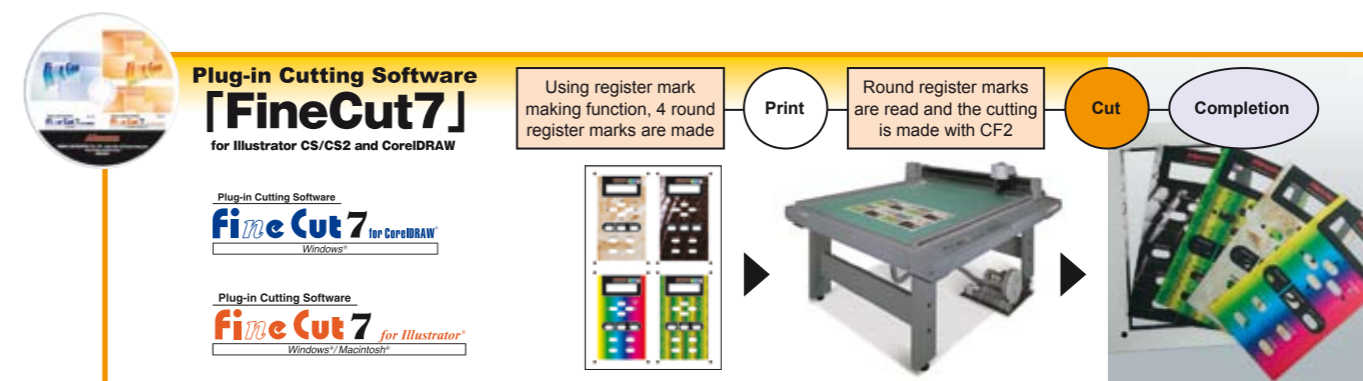 Plug-in Cutting Software
「FineCut7」
for Illustrator CS/CS2 and CorelDRAW
Using register mark
making function, 4 round
register marks are made
Print
Round register marks
are read and the cutting
is made with CF2
Cut
Completion
Plug-in Cutting Software
Fine Cut 7 for CorelDRAW®
Windows®
Plug-in Cutting Software
Fine Cut 7 for Illustrator®
Windows®/Macintosh®